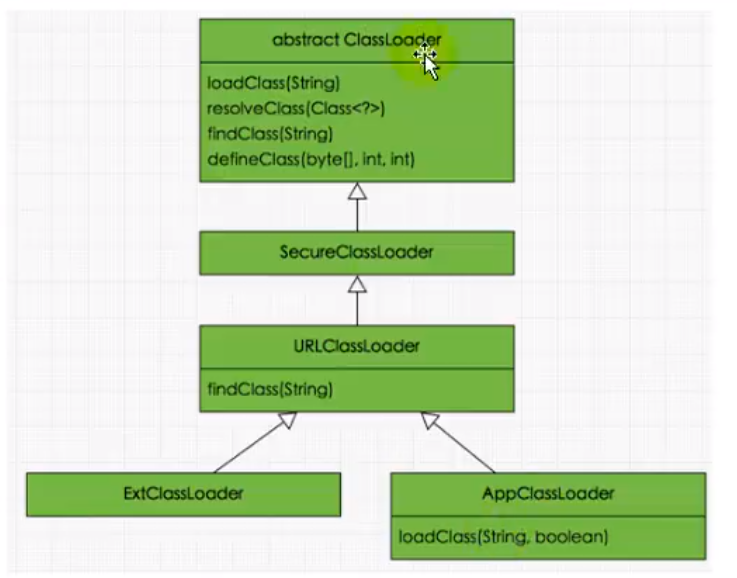 abstract ClassLoader
loadClass(String)
resolveClass(Class<?>)
findClass(String)
defineClass(byte[], int, int)
SecureClassLoader
URLClassLoader
findClass(String)
ExtClassLoader
AppClassLoader
loadClass(String, boolean)